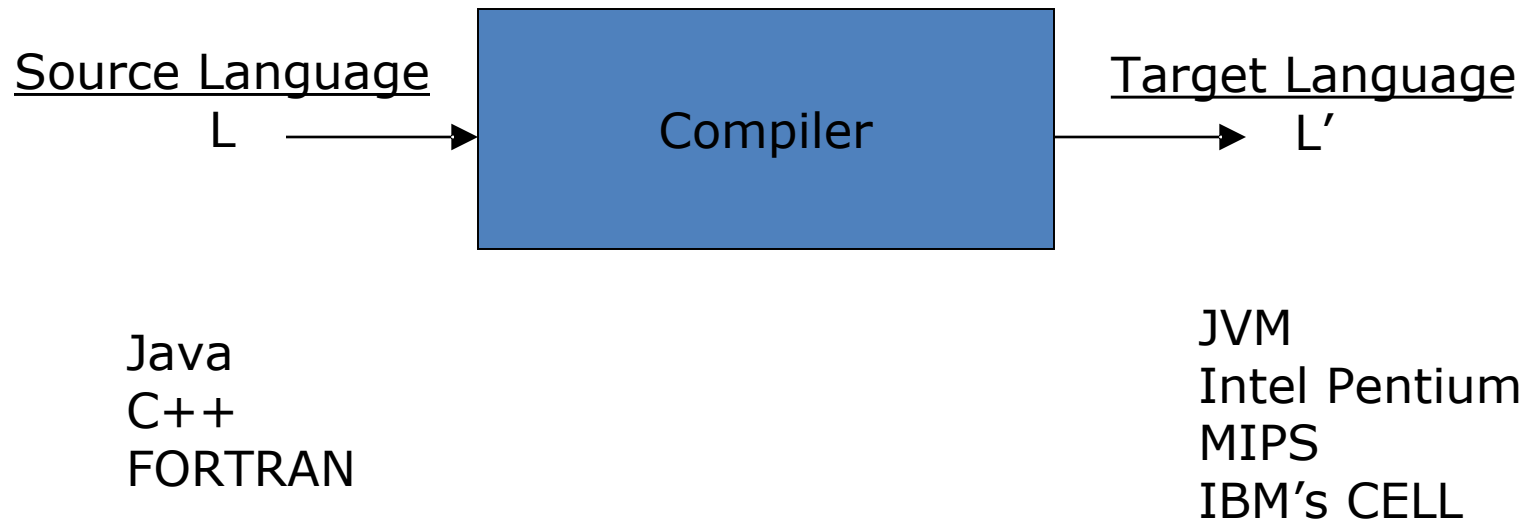 Source Language
L
Compiler
Target Language
L’
Java
C++
FORTRAN
JVM
Intel Pentium
MIPS
IBM’s CELL